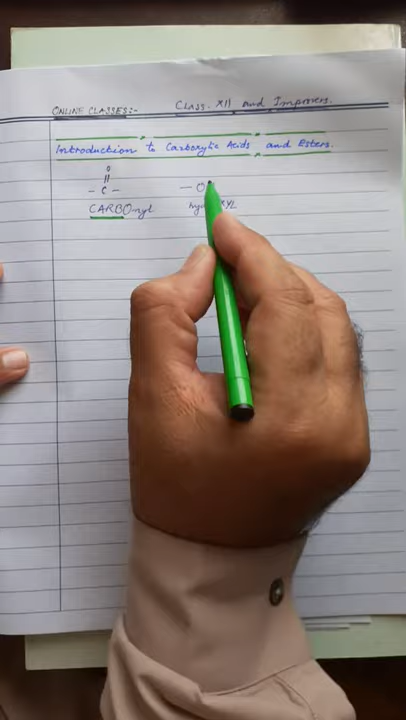 ONLINE CLASSES:- CLASS-XII and Improvers.
Introduction to Carboxylic Acids and Esters.
O
||
– C – – O
CARBOnyl